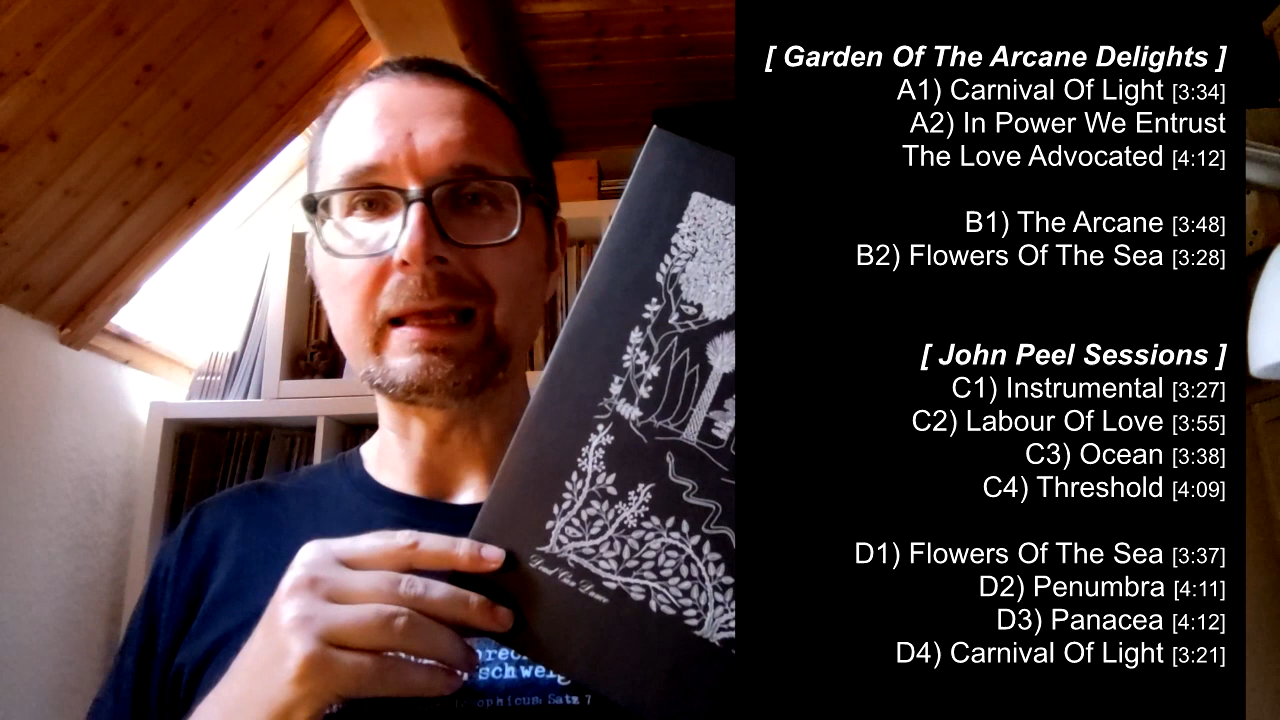 [ Garden Of The Arcane Delights ]
A1) Carnival Of Light [3:34]
A2) In Power We Entrust
The Love Advocated [4:12]
B1) The Arcane [3:48]
B2) Flowers Of The Sea [3:28]
[ John Peel Sessions ]
C1) Instrumental [3:27]
C2) Labour Of Love [3:55]
C3) Ocean [3:38]
C4) Threshold [4:09]
D1) Flowers Of The Sea [3:37]
D2) Penumbra [4:11]
D3) Panacea [4:12]
D4) Carnival Of Light [3:21]
Dead Can Dance
Satz 7